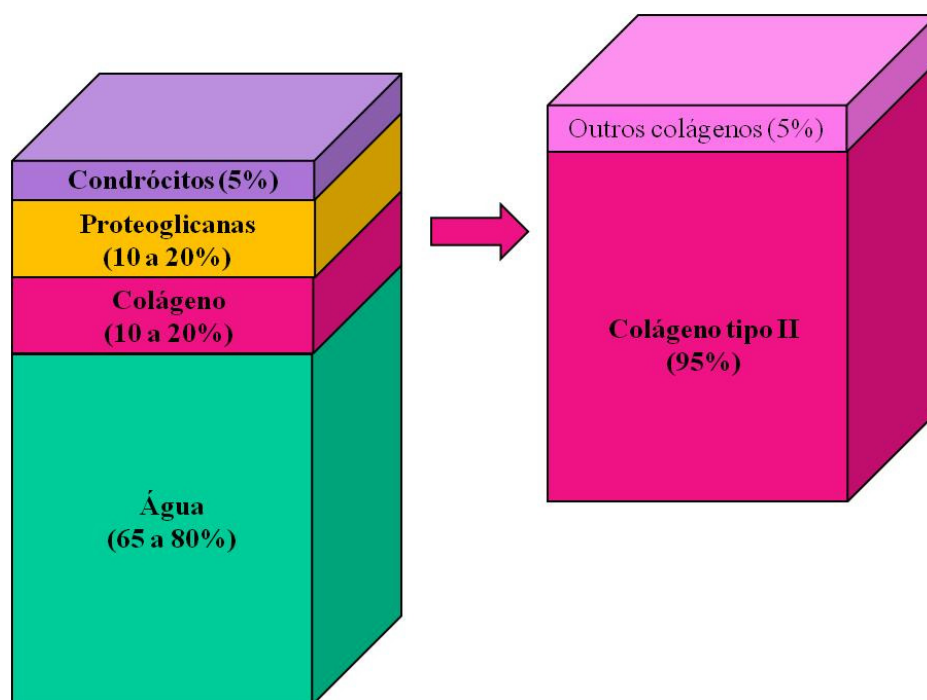 Condrócitos (5%)
Proteoglicanas
(10 a 20%)
Colágeno
(10 a 20%)
Água
(65 a 80%)
Outros colágenos (5%)
Colágeno tipo II
(95%)